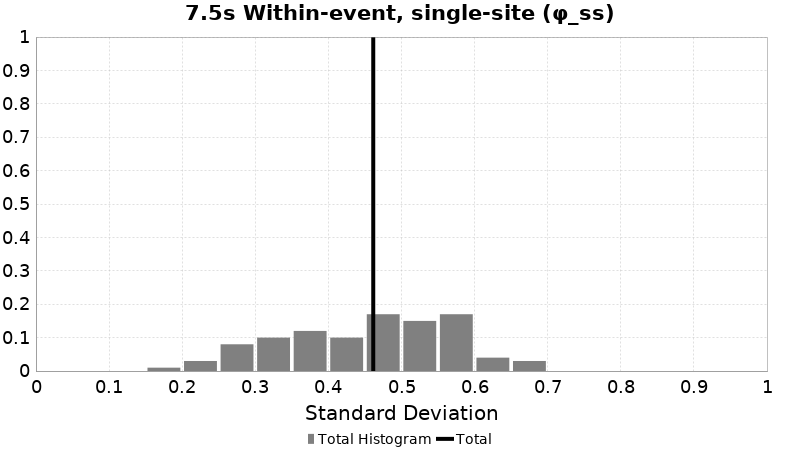 7.5s Within-event, single-site (φ_ss)
1
0.9
0.8
0.7
0.6
0.5
0.4
0.3
0.2
0.1
0
0 0.1 0.2 0.3 0.4 0.5 0.6 0.7 0.8 0.9 1
Standard Deviation
Total Histogram Total